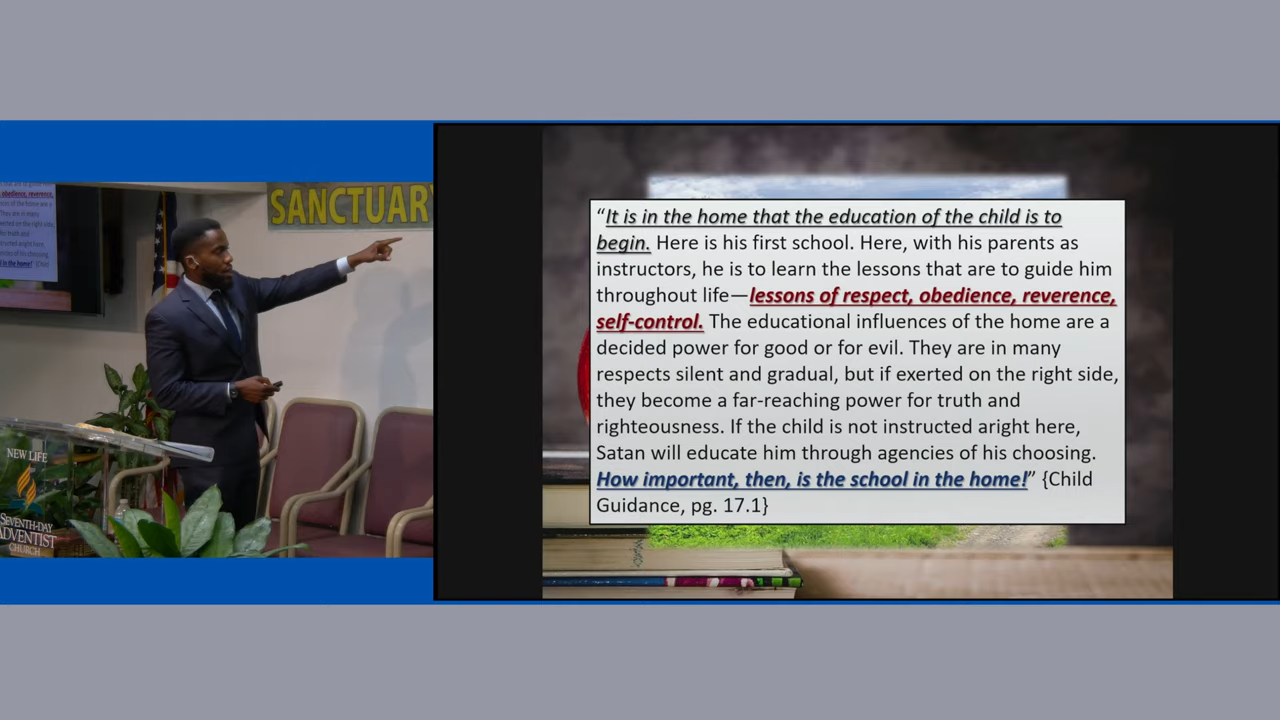 SANCTUARY
obedience, reverence,
NEW LIFE
SEVENTH-DAY
ADVENTIST
CHURCH
“It is in the home that the education of the child is to
begin. Here is his first school. Here, with his parents as
instructors, he is to learn the lessons that are to guide him
throughout life—lessons of respect, obedience, reverence,
self-control. The educational influences of the home are a
decided power for good or for evil. They are in many
respects silent and gradual, but if exerted on the right side,
they become a far-reaching power for truth and
righteousness. If the child is not instructed aright here,
Satan will educate him through agencies of his choosing.
How important, then, is the school in the home!” {Child
Guidance, pg. 17.1}